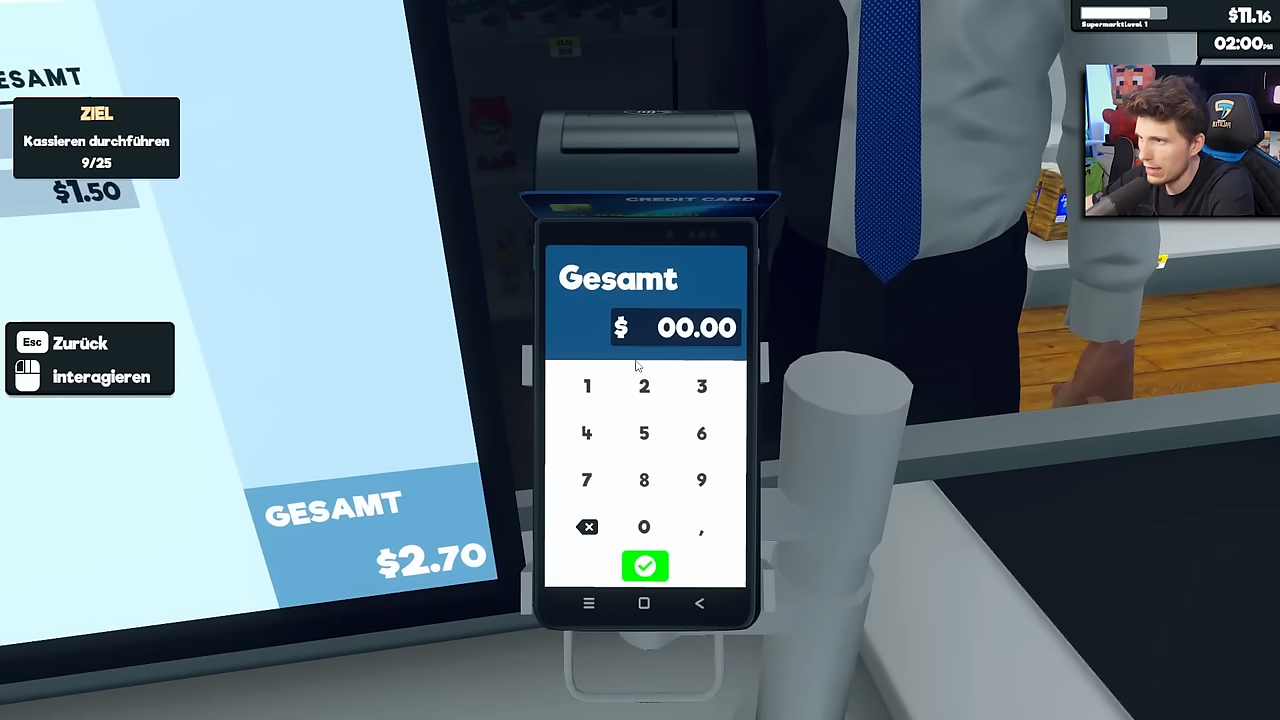 ESAMT
ZIEL
Kassieren durchführen
9/25
$1.50
Esc Zurück
interagieren
GESAMT
$2.70
CREDIT CARD
Gesamt
$ 00.00
1 2 3
4 5 6
7 8 9
0 ,
Supermarktlevel 1
$11.16
02:00PM